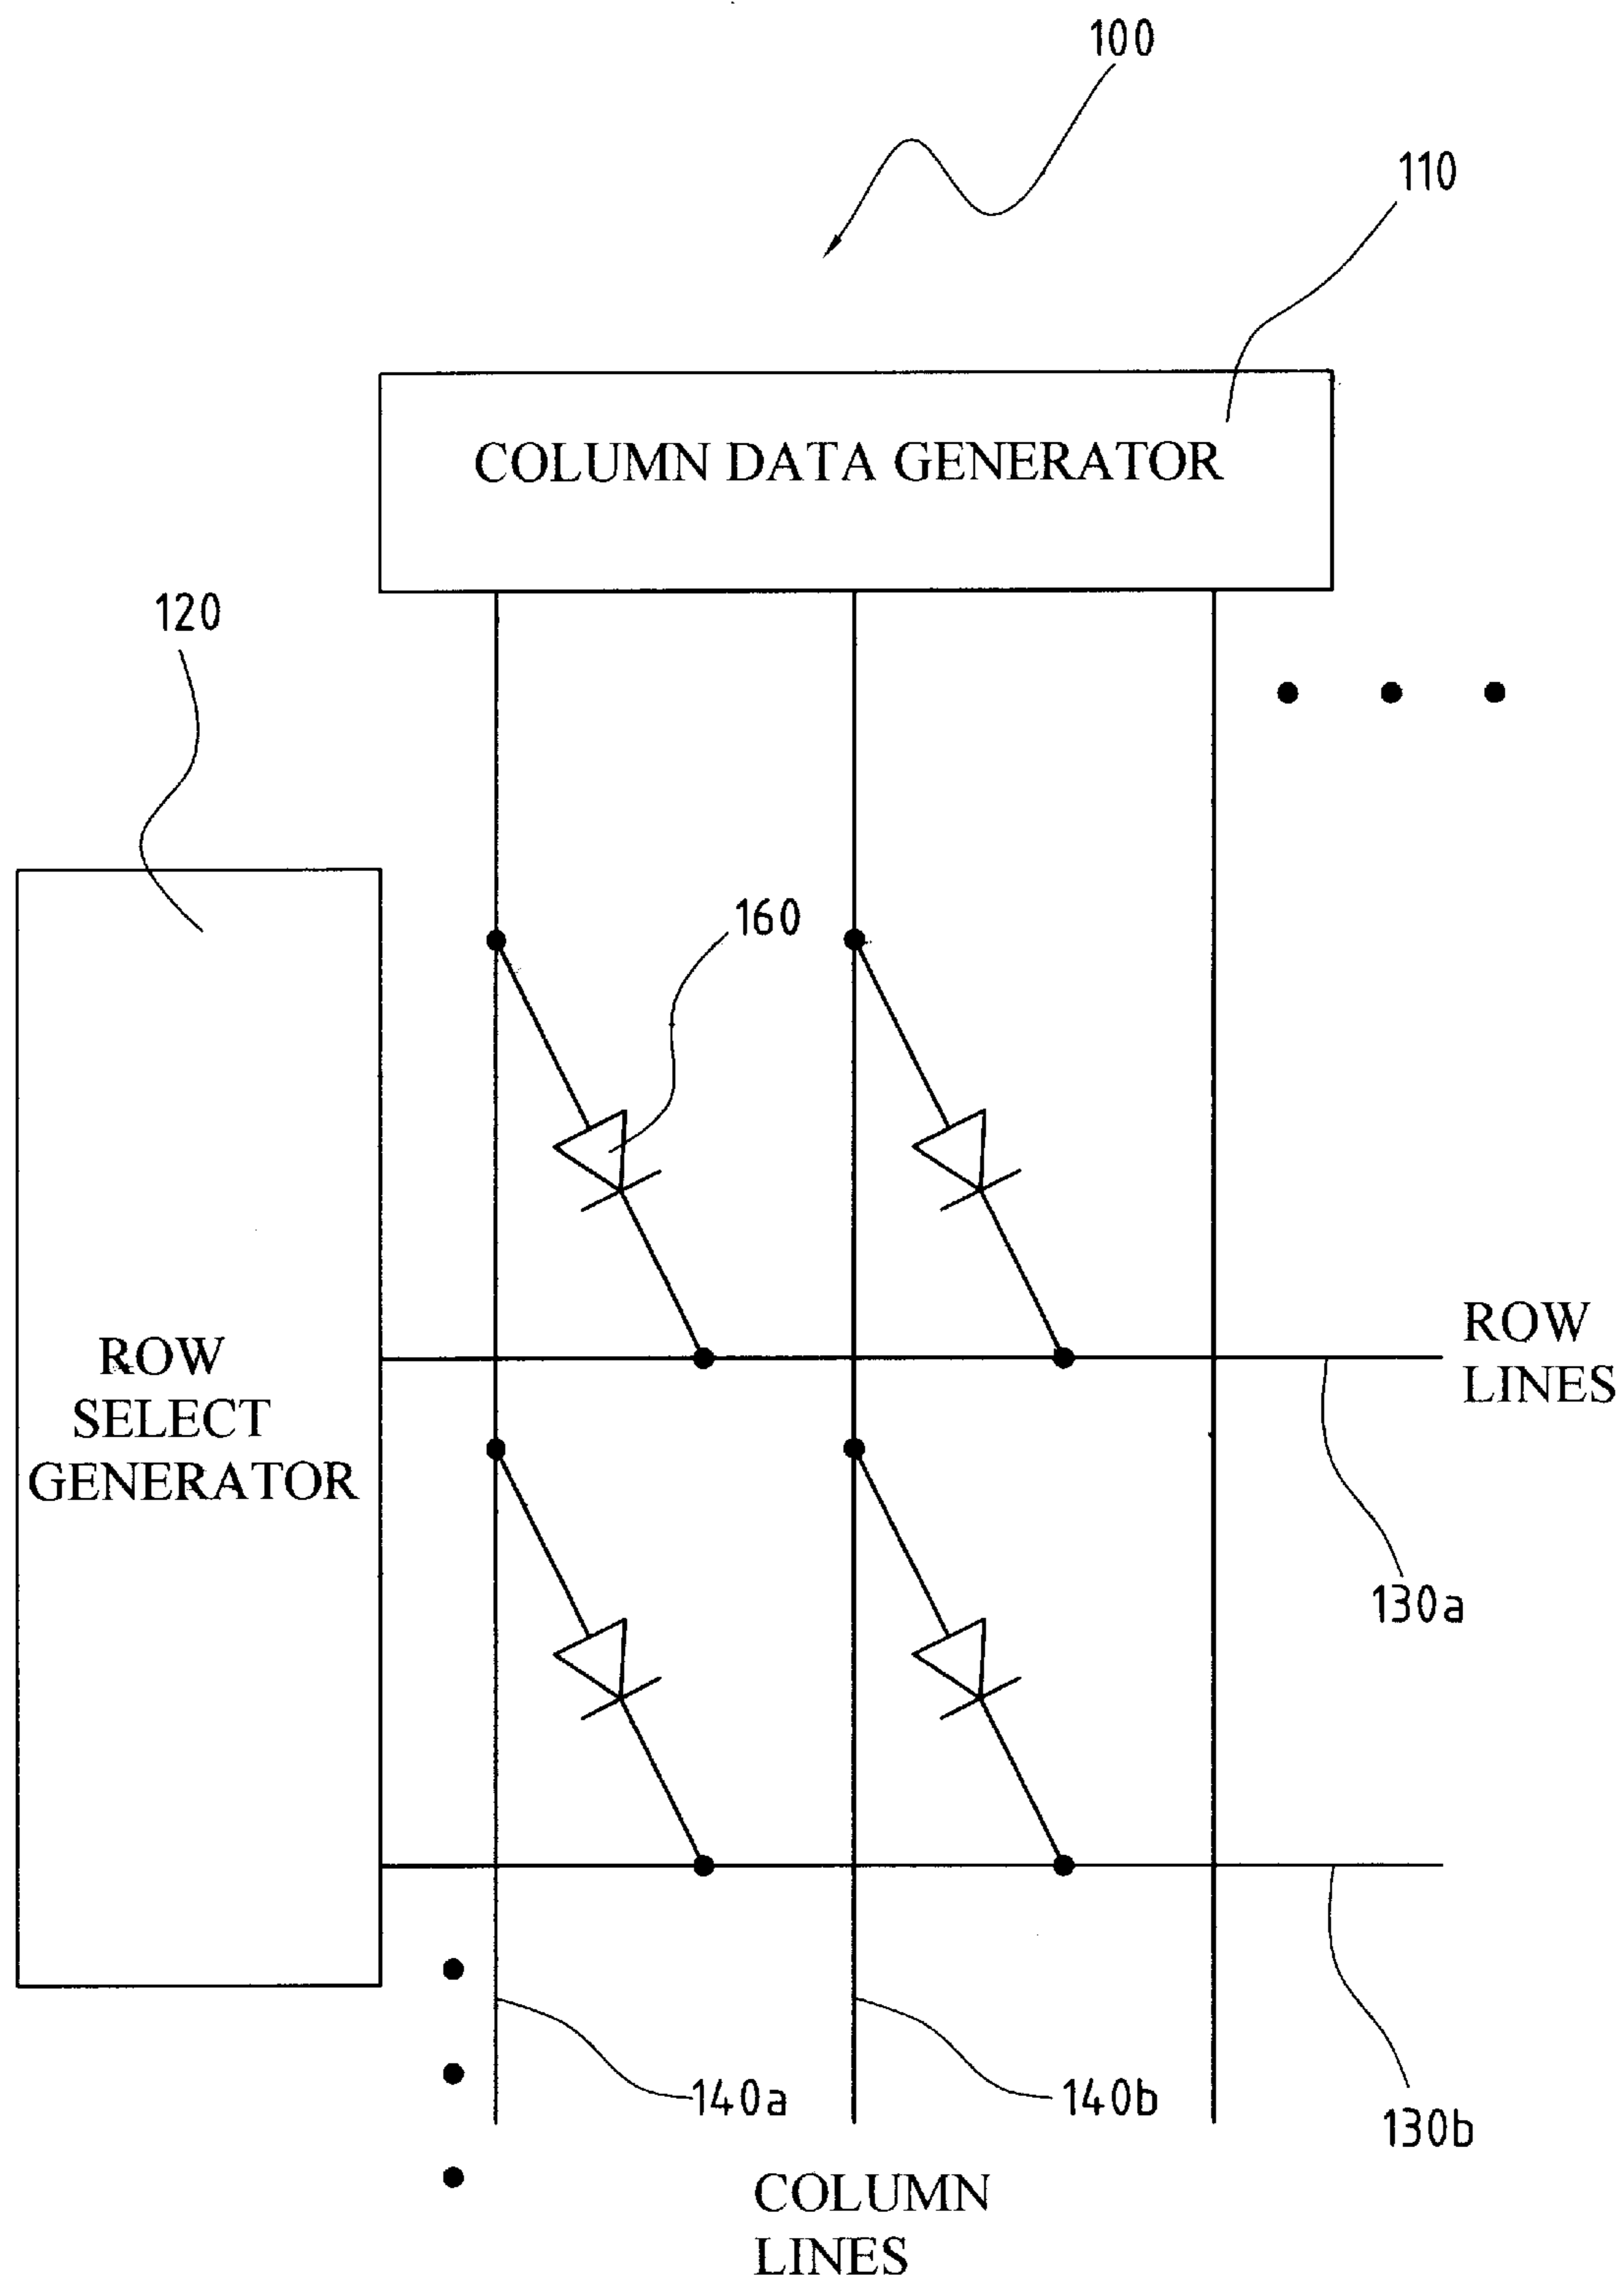 100
110
COLUMN DATA GENERATOR
120
160
ROW
LINES
ROW
SELECT
GENERATOR
130a
140a
140b
130b
COLUMN
LINES